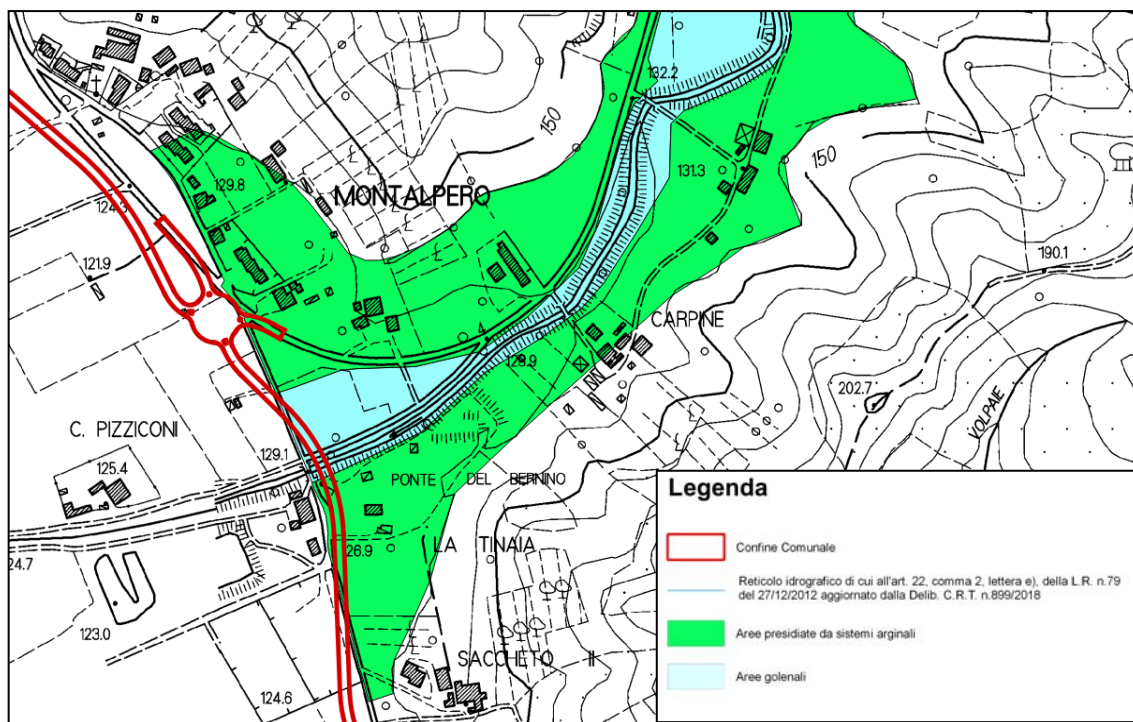 132.2
150
129.8
MONTALPERO
131.3
150
124.3
121.9
190.1
CARPINE
128.9
202.7
VOLPAIE
C. PIZZICONI
129.1
125.4
PONTE DEL BERNINO
26.9
LA TINAIA
24.7
123.0
SACCHETO II
124.6
Legenda
Confine Comunale
Reticolo idrografico di cui all'art. 22, comma 2, lettera e), della L.R. n.79
del 27/12/2012 aggiornato dalla Delib. C.R.T. n.899/2018
Aree presidiate da sistemi arginali
Aree golenali